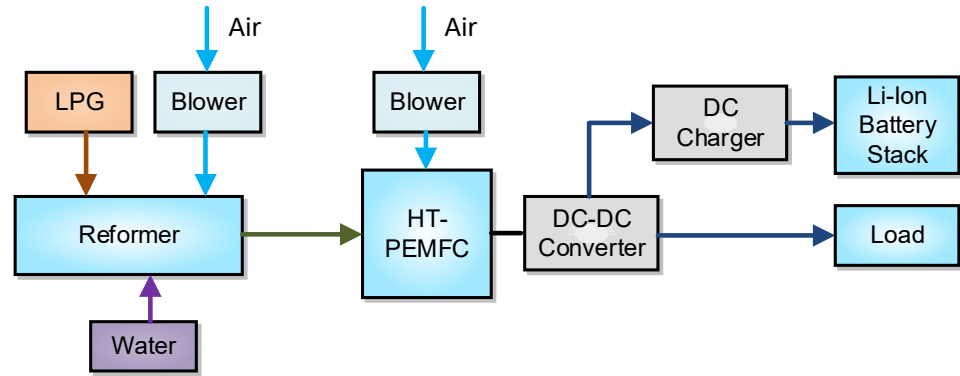 Air
Air
LPG
Blower
Blower
DC
Charger
Li-Ion
Battery
Stack
Reformer
HT-
PEMFC
DC-DC
Converter
Load
Water